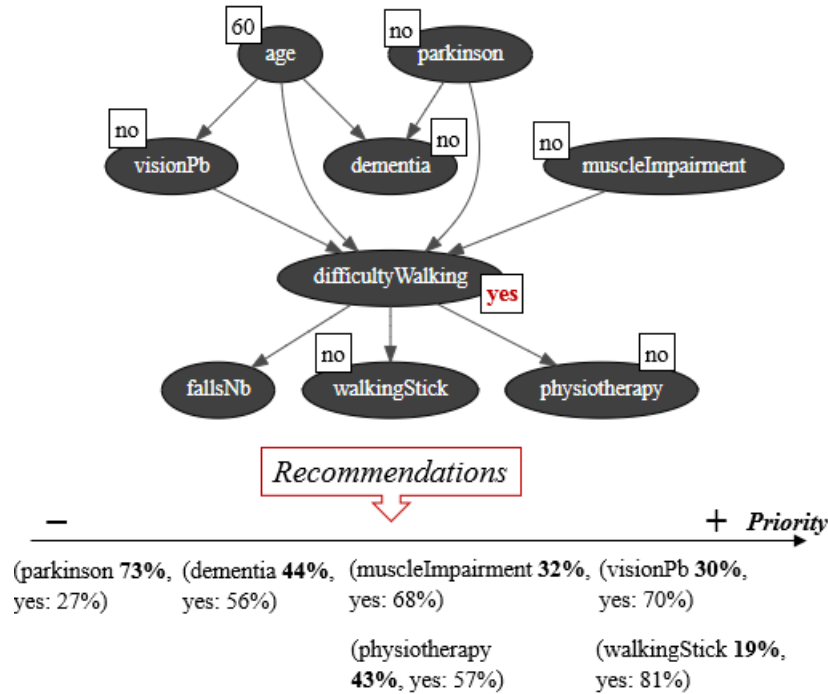 60
age
no
parkinson
no
visionPb
dementia
no
no
muscleImpairment
difficultyWalking
yes
fallsNb
no
walkingStick
no
physiotherapy
Recommendations
− + Priority
(parkinson 73%,
yes: 27%)
(dementia 44%,
yes: 56%)
(muscleImpairment 32%,
yes: 68%)
(visionPb 30%,
yes: 70%)
(physiotherapy
43%, yes: 57%)
(walkingStick 19%,
yes: 81%)